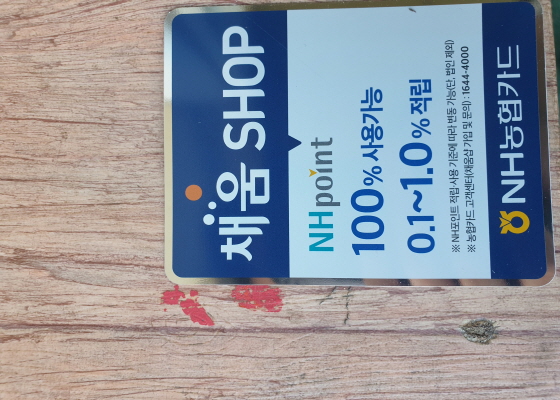 채움 SHOP
NHpoint
100% 사용가능
0.1~1.0% 적립
※ NH포인트 적립·사용 기준에 따라 변동 가능(단, 법인 제외)
※ 농협카드 고객센터(채움샵 가입 및 문의) : 1644-4000
NH농협카드